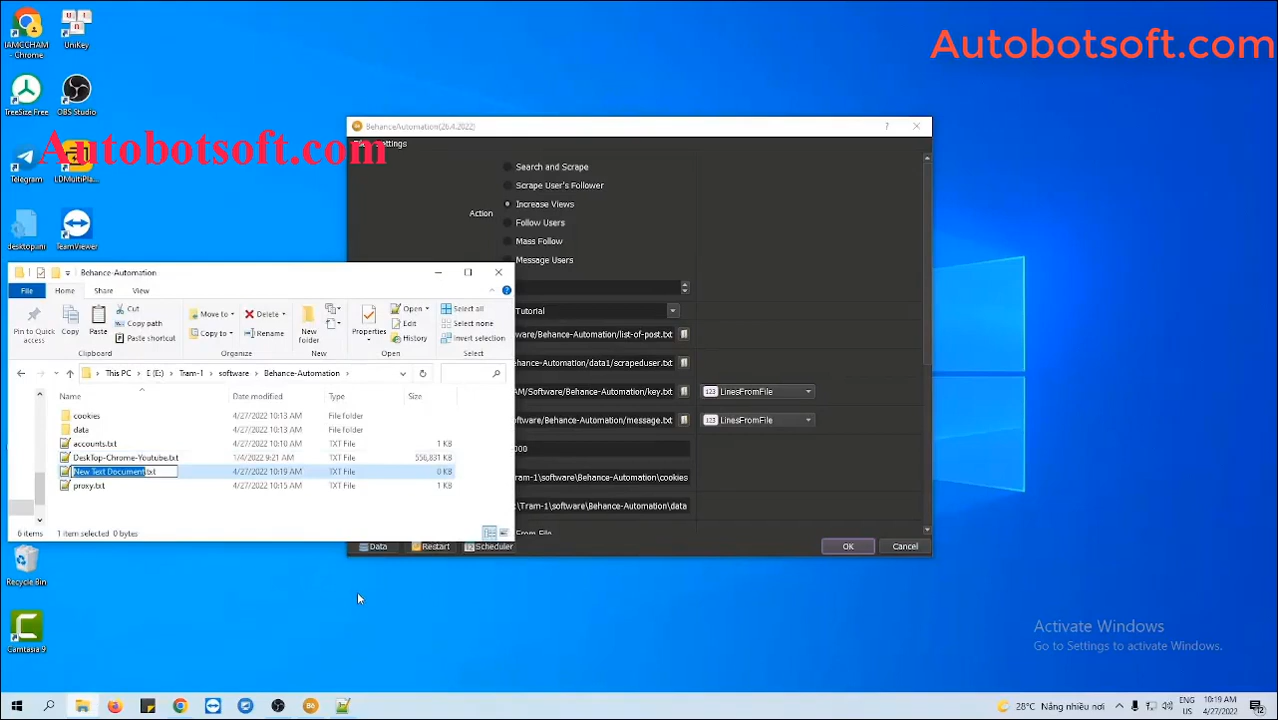 Autobotsoft.com
Autobotsoft.com
IAMCCHAM
- Chrome
UniKey
TreeSize Free
OBS Studio
Telegram
LDMultiPla...
desktop.ini
TeamViewer
Recycle Bin
Camtasia 9
BehanceAutomation(26.4.2022)
?
Settings
Action
Search and Scrape
Scrape User's Follower
Increase Views
Follow Users
Mass Follow
Message Users
Tutorial
ware/Behance-Automation/list-of-post.txt
ehance-Automation/data1/scrapeduser.txt
AM/Software/Behance-Automation/key.txt
123 LinesFromFile
oftware/Behance-Automation/message.txt
123 LinesFromFile
000
ram-1\software\Behance-Automation\cookies
:\Tram-1\software\Behance-Automation\data
From File
Data
Restart
Scheduler
OK
Cancel
Behance-Automation
File
Home
Share
View
Pin to Quick
access
Copy
Paste
Cut
Copy path
Paste shortcut
Clipboard
Move to
Copy to
Delete
Rename
Organize
New
folder
New
Properties
Open
Edit
History
Open
Select all
Select none
Invert selection
Select
This PC
E (E:)
Tram-1
software
Behance-Automation
Name
Date modified
Type
Size
cookies 4/27/2022 10:13 AM File folder
data 4/27/2022 10:13 AM File folder
accounts.txt 4/27/2022 10:10 AM TXT File 1 KB
DeskTop-Chrome-Youtube.txt 1/4/2022 9:21 AM TXT File 556,831 KB
New Text Document.txt 4/27/2022 10:19 AM TXT File 0 KB
proxy.txt 4/27/2022 10:15 AM TXT File 1 KB
6 items
1 item selected 0 bytes
Activate Windows
Go to Settings to activate Windows.
28°C Nắng nhiều nơi
ENG
US
10:19 AM
4/27/2022
12